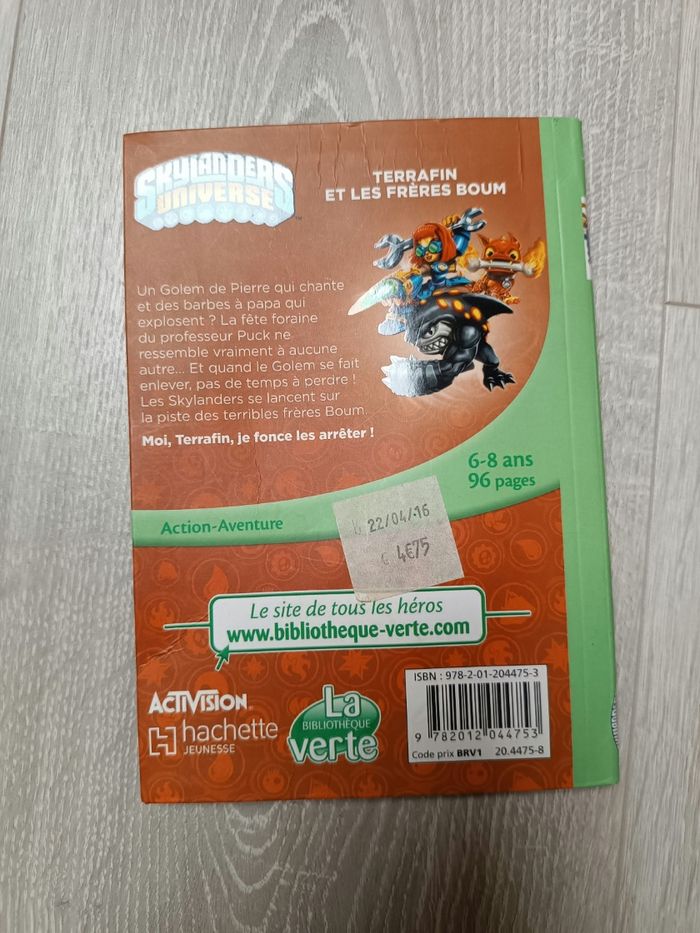 SKYLANDERS
UNIVERSE
TERRAFIN
ET LES FRÈRES BOUM
Un Golem de Pierre qui chante
et des barbes à papa qui
explosent ? La fête foraine
du professeur Puck ne
ressemble vraiment à aucune
autre... Et quand le Golem se fait
enlever, pas de temps à perdre !
Les Skylanders se lancent sur
la piste des terribles frères Boum.
Moi, Terrafin, je fonce les arrêter !
6-8 ans
96 pages
Action-Aventure
22/04/16
€ 4€75
Le site de tous les héros
www.bibliotheque-verte.com
ISBN : 978-2-01-204475-3
9 782012 044753
Code prix BRV1 20.4475-8
ACTIVISION
hachette
JEUNESSE
La
BIBLIOTHÈQUE
verte